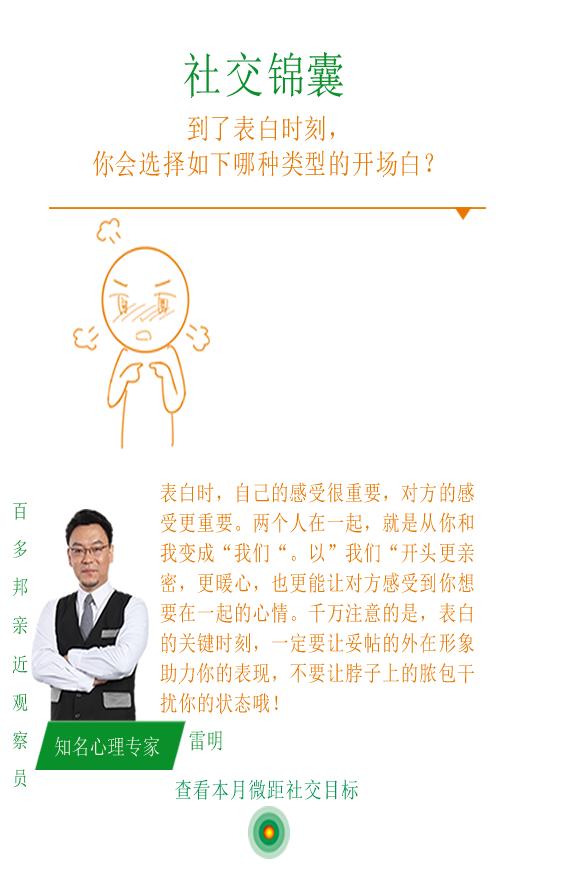 社交锦囊
到了表白时刻，
你会选择如下哪种类型的开场白？
表白时，自己的感受很重要，对方的感
受更重要。两个人在一起，就是从你和
我变成“我们“。以”我们“开头更亲
密，更暖心，也更能让对方感受到你想
要在一起的心情。千万注意的是，表白
的关键时刻，一定要让妥帖的外在形象
助力你的表现，不要让脖子上的脓包干
扰你的状态哦！
百多邦亲近观察员
知名心理专家
雷明
查看本月微距社交目标